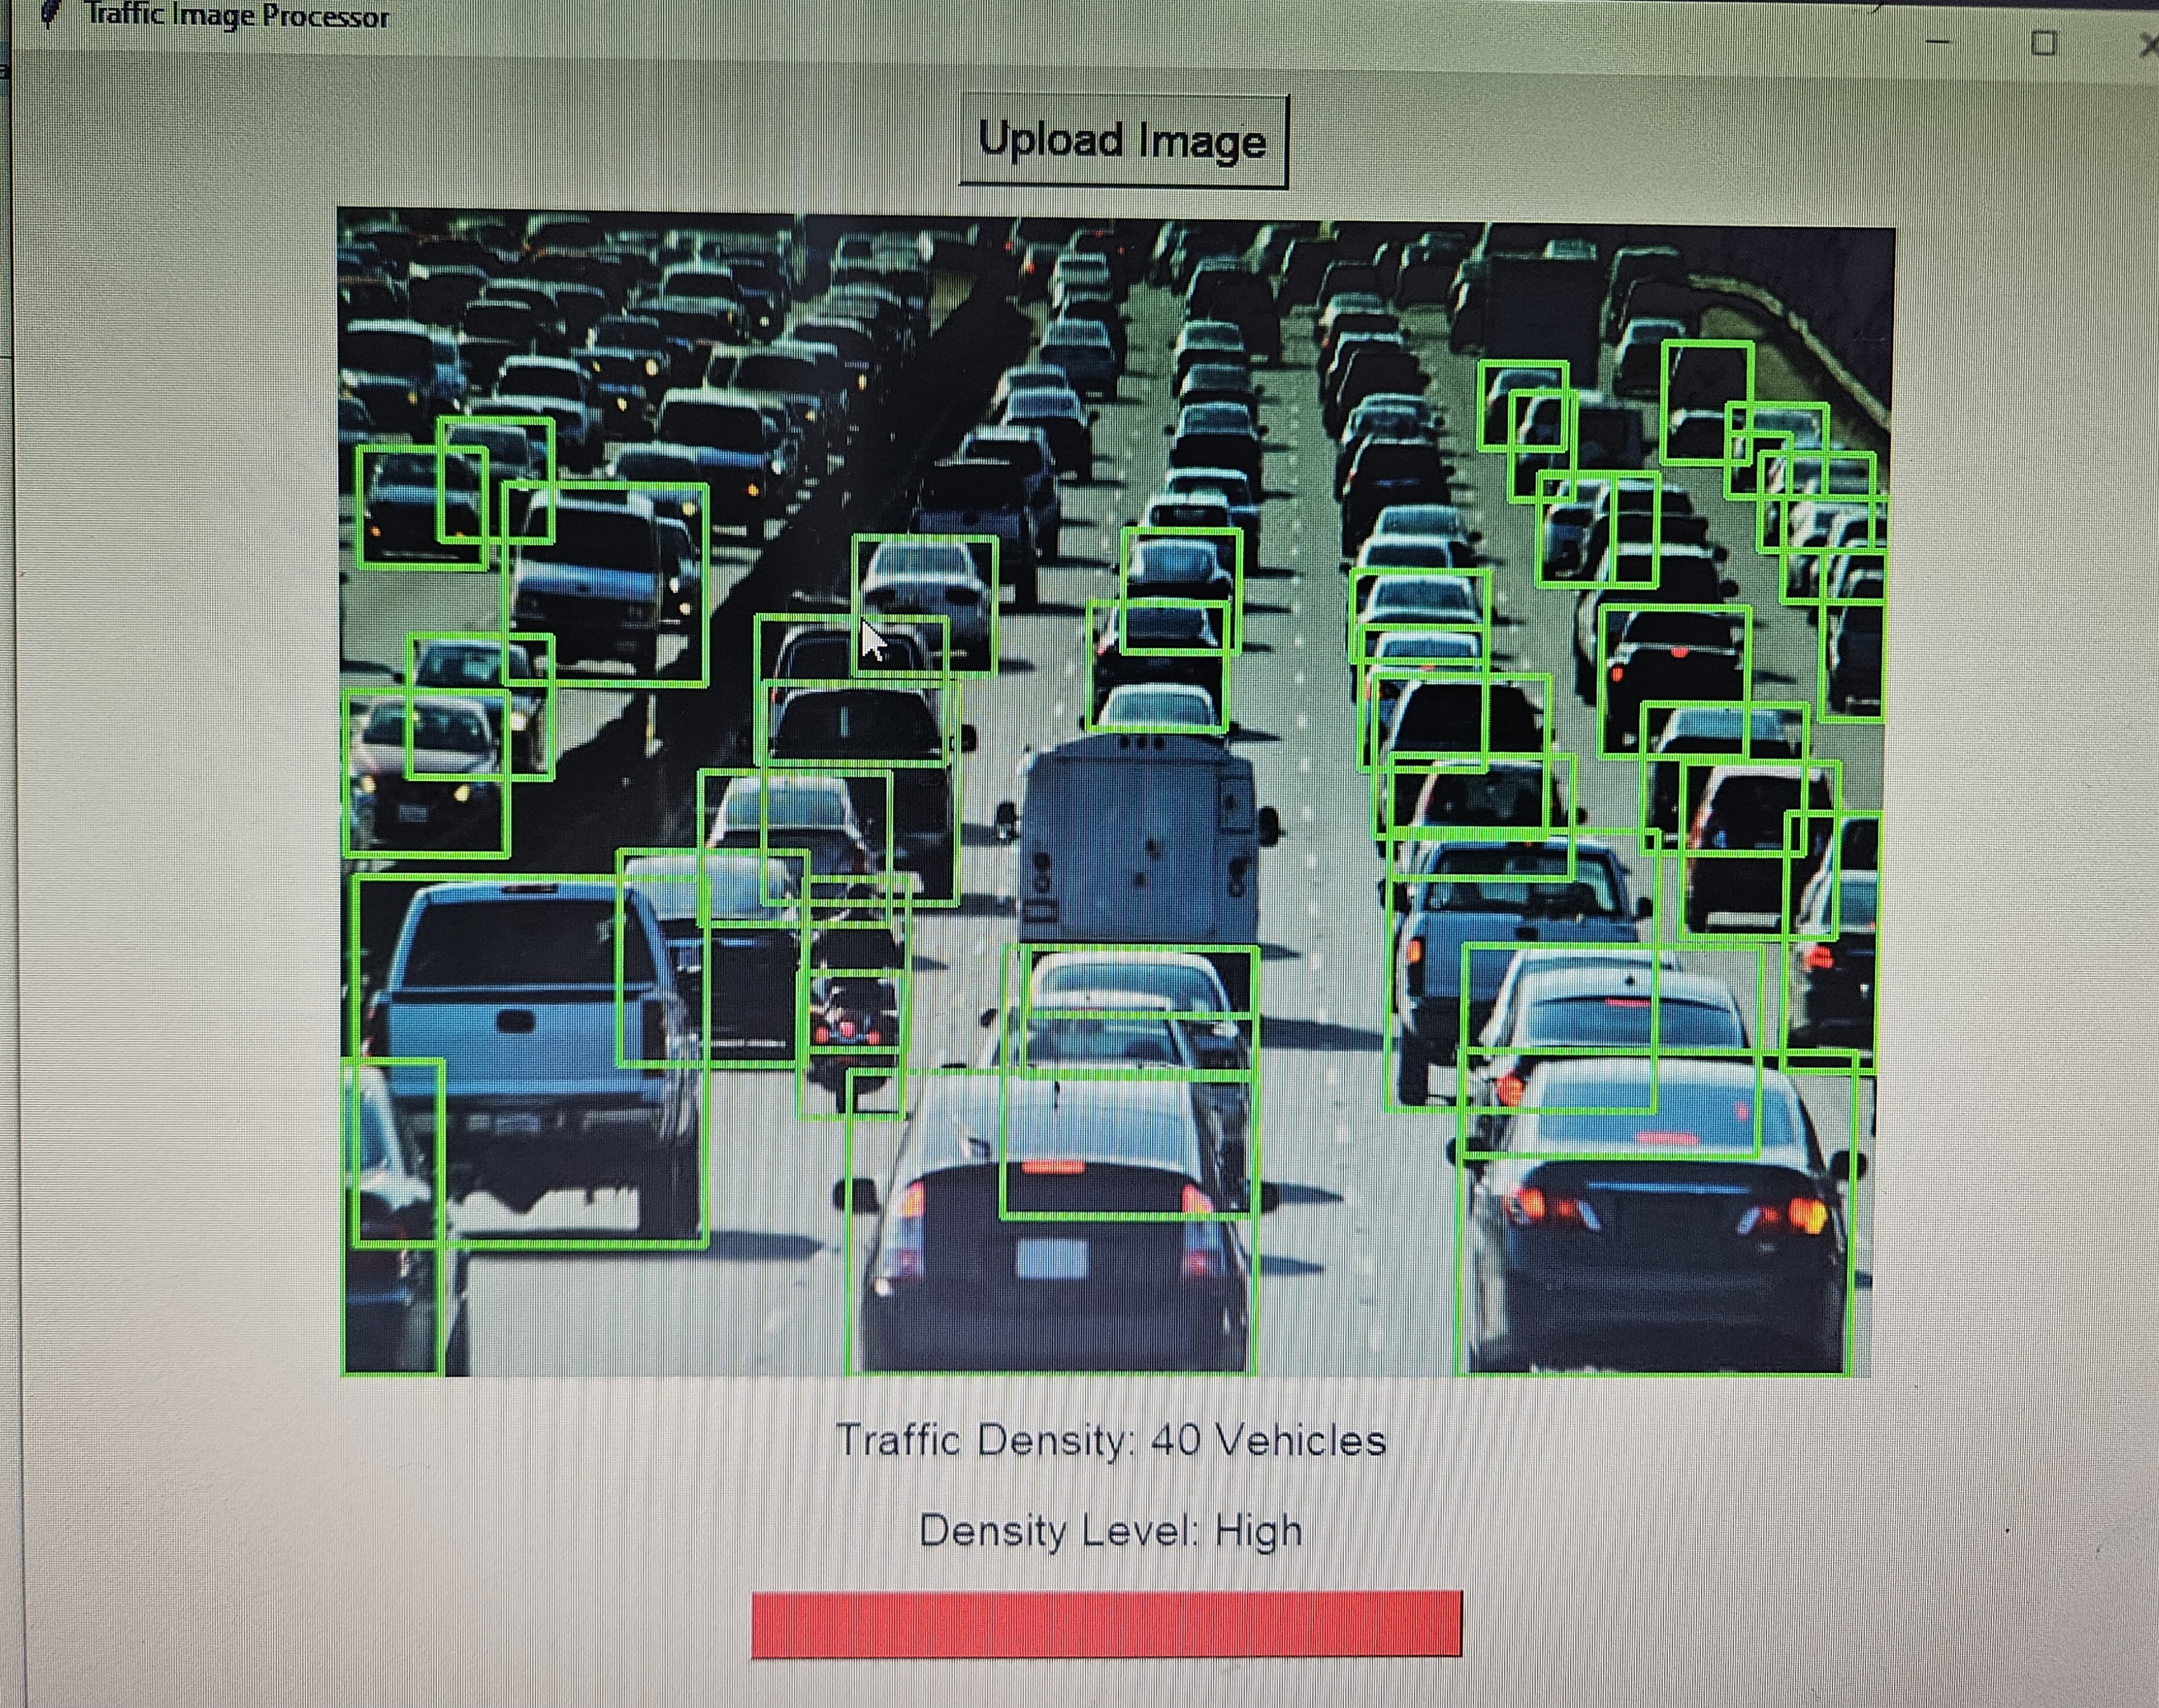 Traffic Image Processor
Upload Image
Traffic Density: 40 Vehicles
Density Level: High